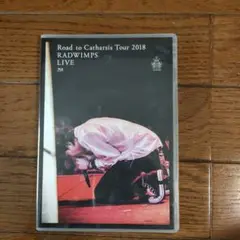 Road to Catharsis Tour 2018
RADWIMPS
LIVE